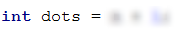 int dots =